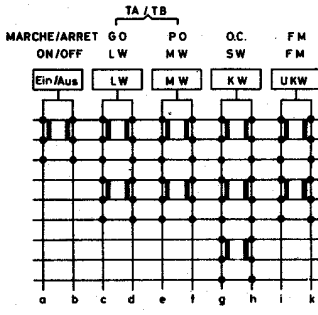 TA / TB
MARCHE/ARRET GO PO O.C. FM
ON/OFF LW MW SW FM
Ein/Aus LW MW KW UKW
a b c d e f g h i k